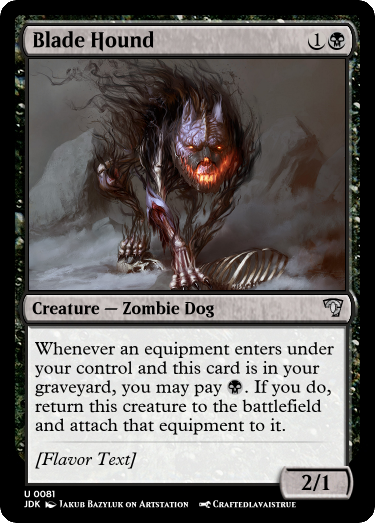 Blade Hound 1
Creature — Zombie Dog
Whenever an equipment enters under
your control and this card is in your
graveyard, you may pay . If you do,
return this creature to the battlefield
and attach that equipment to it.
[Flavor Text]
2/1
U 0081
JDK Jakub Bazyluk on Artstation Craftedlavaistrue